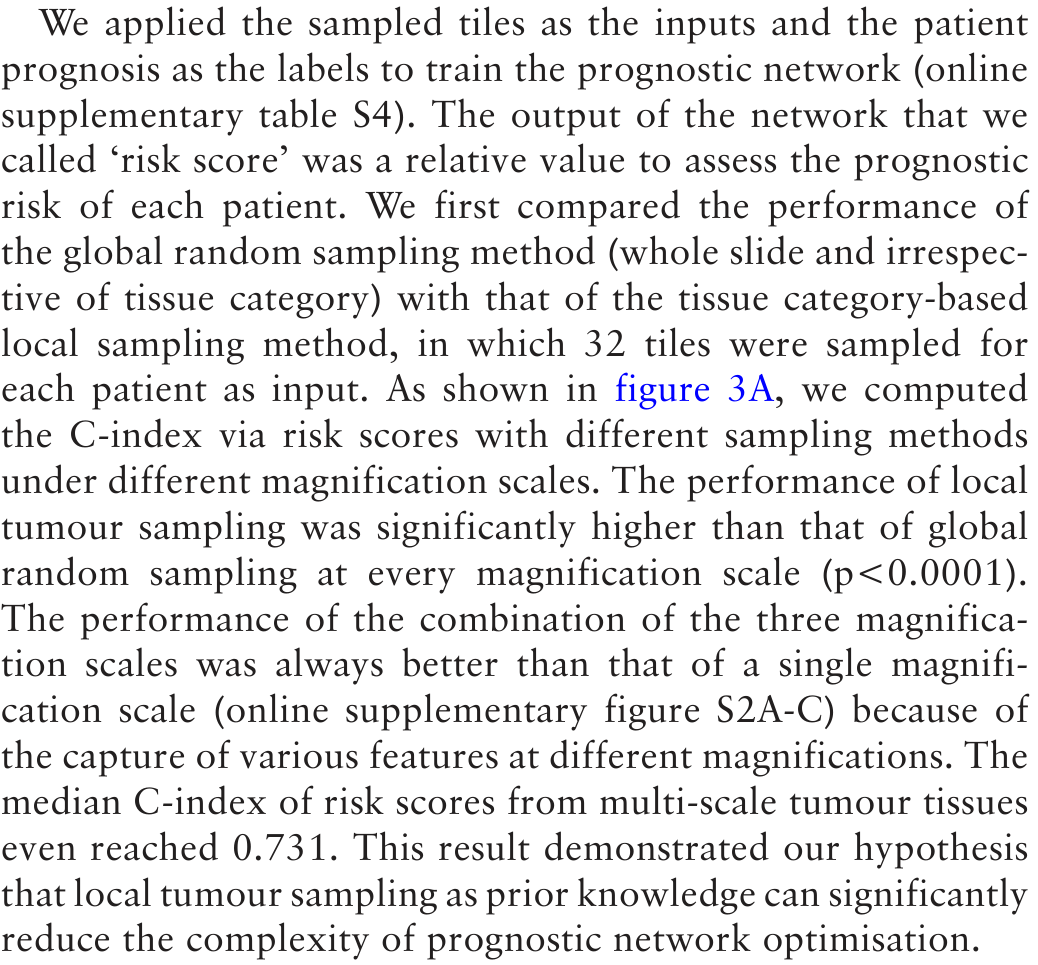 We applied the sampled tiles as the inputs and the patient
prognosis as the labels to train the prognostic network (online
supplementary table S4). The output of the network that we
called ‘risk score’ was a relative value to assess the prognostic
risk of each patient. We first compared the performance of
the global random sampling method (whole slide and irrespec-
tive of tissue category) with that of the tissue category-based
local sampling method, in which 32 tiles were sampled for
each patient as input. As shown in figure 3A, we computed
the C-index via risk scores with different sampling methods
under different magnification scales. The performance of local
tumour sampling was significantly higher than that of global
random sampling at every magnification scale (p<0.0001).
The performance of the combination of the three magnifica-
tion scales was always better than that of a single magnifi-
cation scale (online supplementary figure S2A-C) because of
the capture of various features at different magnifications. The
median C-index of risk scores from multi-scale tumour tissues
even reached 0.731. This result demonstrated our hypothesis
that local tumour sampling as prior knowledge can significantly
reduce the complexity of prognostic network optimisation.